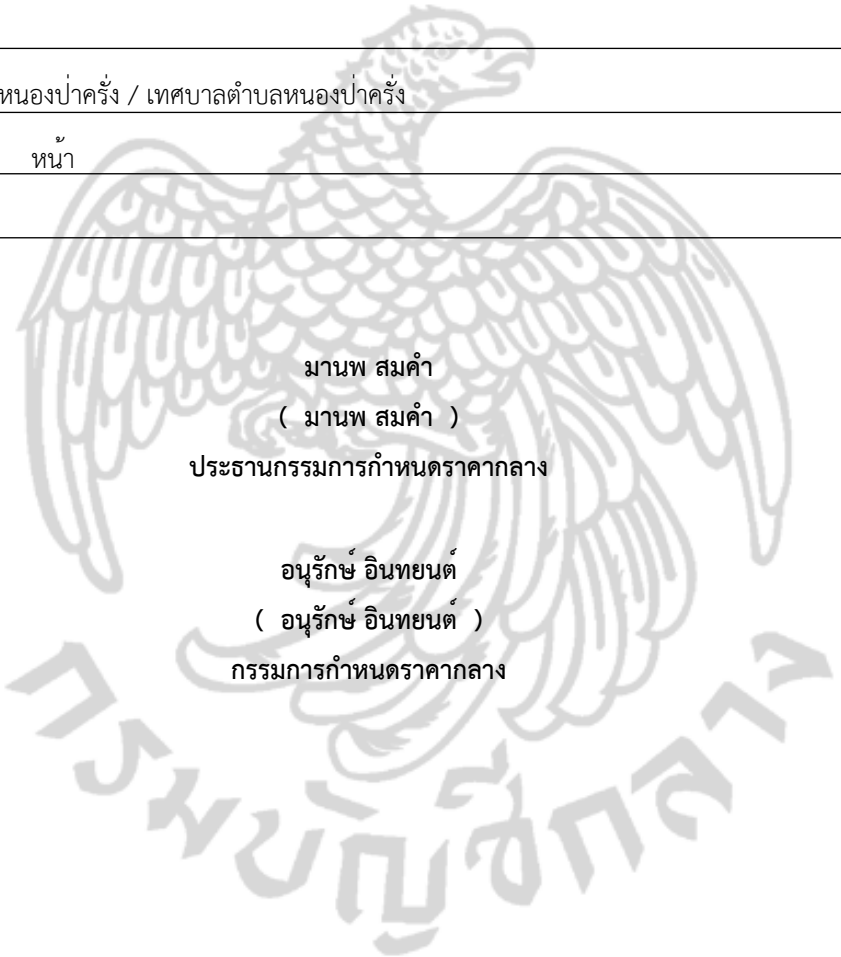 หนองป่าครั่ง / เทศบาลตำบลหนองป่าครั่ง
หน้า
มานพ สมคำ
( มานพ สมคำ )
ประธานกรรมการกำหนดราคากลาง
อนุรักษ์ อินทยนต์
( อนุรักษ์ อินทยนต์ )
กรรมการกำหนดราคากลาง
กรมบัญชีกลาง